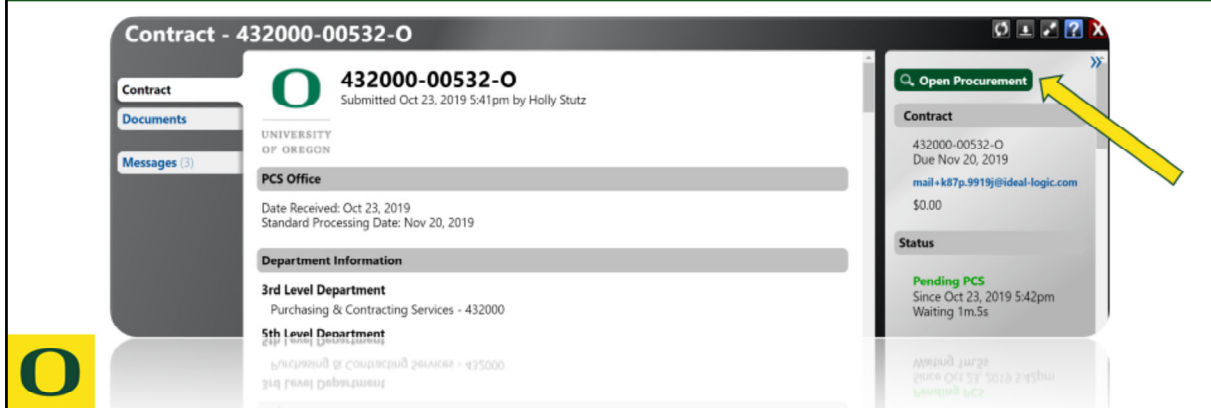 Contract - 432000-00532-O
Contract
Documents
Messages (3)
UNIVERSITY
OF OREGON
432000-00532-O
Submitted Oct 23, 2019 5:41pm by Holly Stutz
PCS Office
Date Received: Oct 23, 2019
Standard Processing Date: Nov 20, 2019
Department Information
3rd Level Department
Purchasing & Contracting Services - 432000
5th Level Department
Open Procurement
Contract
432000-00532-O
Due Nov 20, 2019
mail+k87p.9919j@ideal-logic.com
$0.00
Status
Pending PCS
Since Oct 23, 2019 5:42pm
Waiting 1m.5s
O